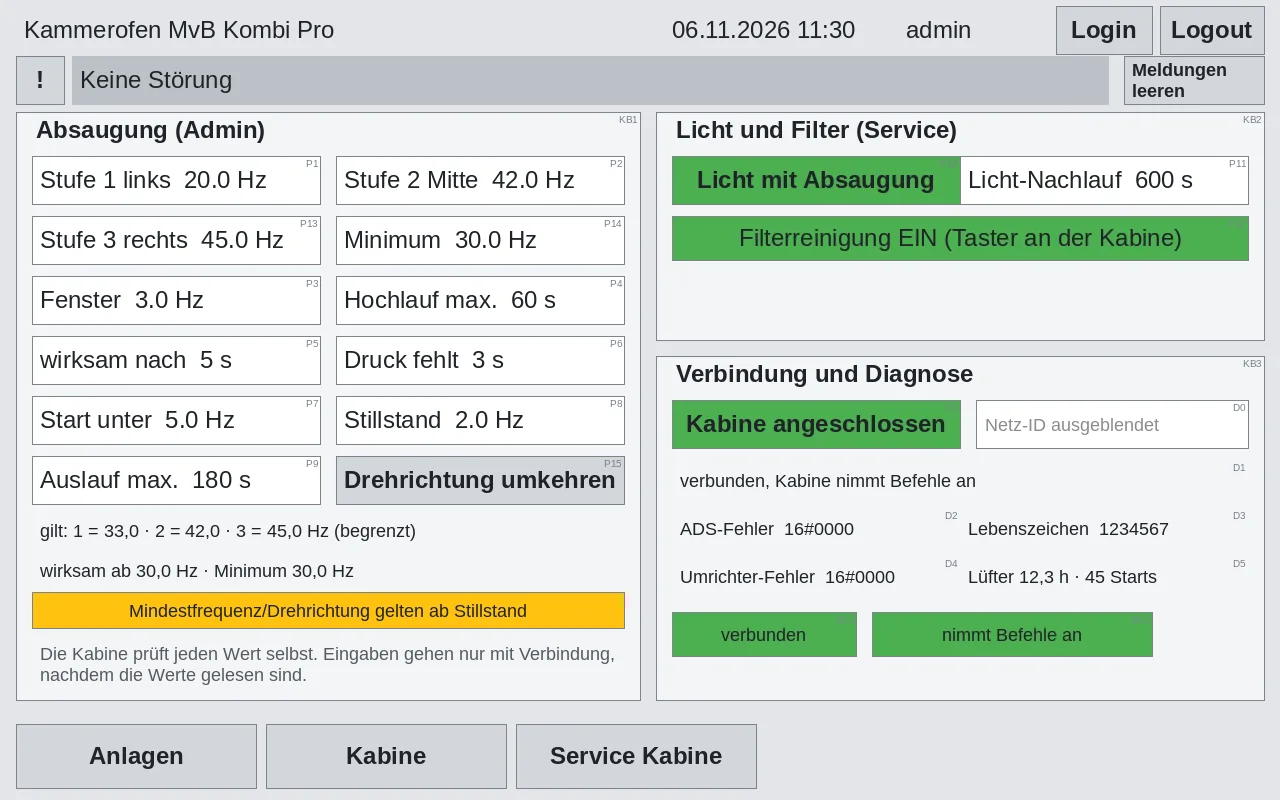 Kammerofen MvB Kombi Pro 06.11.2026 11:30 admin Login Logout
! Keine Störung Meldungen
leeren
Absaugung (Admin) KB1
Stufe 1 links 20.0 Hz P1
Stufe 2 Mitte 42.0 Hz P2
Stufe 3 rechts 45.0 Hz P13
Minimum 30.0 Hz P14
Fenster 3.0 Hz P3
Hochlauf max. 60 s P4
wirksam nach 5 s P5
Druck fehlt 3 s P6
Start unter 5.0 Hz P7
Stillstand 2.0 Hz P8
Auslauf max. 180 s P9
Drehrichtung umkehren P15
gilt: 1 = 33,0 · 2 = 42,0 · 3 = 45,0 Hz (begrenzt)
wirksam ab 30,0 Hz · Minimum 30,0 Hz
Mindestfrequenz/Drehrichtung gelten ab Stillstand
Die Kabine prüft jeden Wert selbst. Eingaben gehen nur mit Verbindung,
nachdem die Werte gelesen sind.
Licht und Filter (Service) KB2
Licht mit Absaugung
Licht-Nachlauf 600 s P11
Filterreinigung EIN (Taster an der Kabine)
Verbindung und Diagnose KB3
Kabine angeschlossen
Netz-ID ausgeblendet D0
verbunden, Kabine nimmt Befehle an D1
ADS-Fehler 16#0000 D2
Lebenszeichen 1234567 D3
Umrichter-Fehler 16#0000 D4
Lüfter 12,3 h · 45 Starts D5
verbunden
nimmt Befehle an
Anlagen Kabine Service Kabine